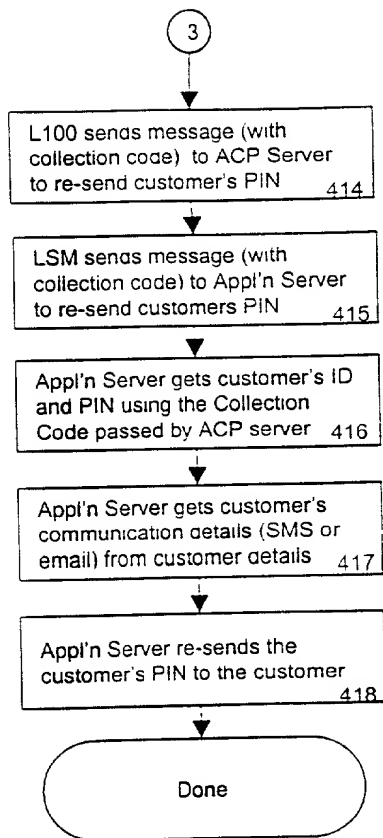 3
L100 sends message (with
collection code) to ACP Server
to re-send customer's PIN
414
LSM sends message (with
collection code) to Appl'n Server
to re-send customers PIN
415
Appl'n Server gets customer's ID
and PIN using the Collection
Code passed by ACP server
416
Appl'n Server gets customer's
communication details (SMS or
email) from customer details
417
Appl'n Server re-sends the
customer's PIN to the customer
418
Done